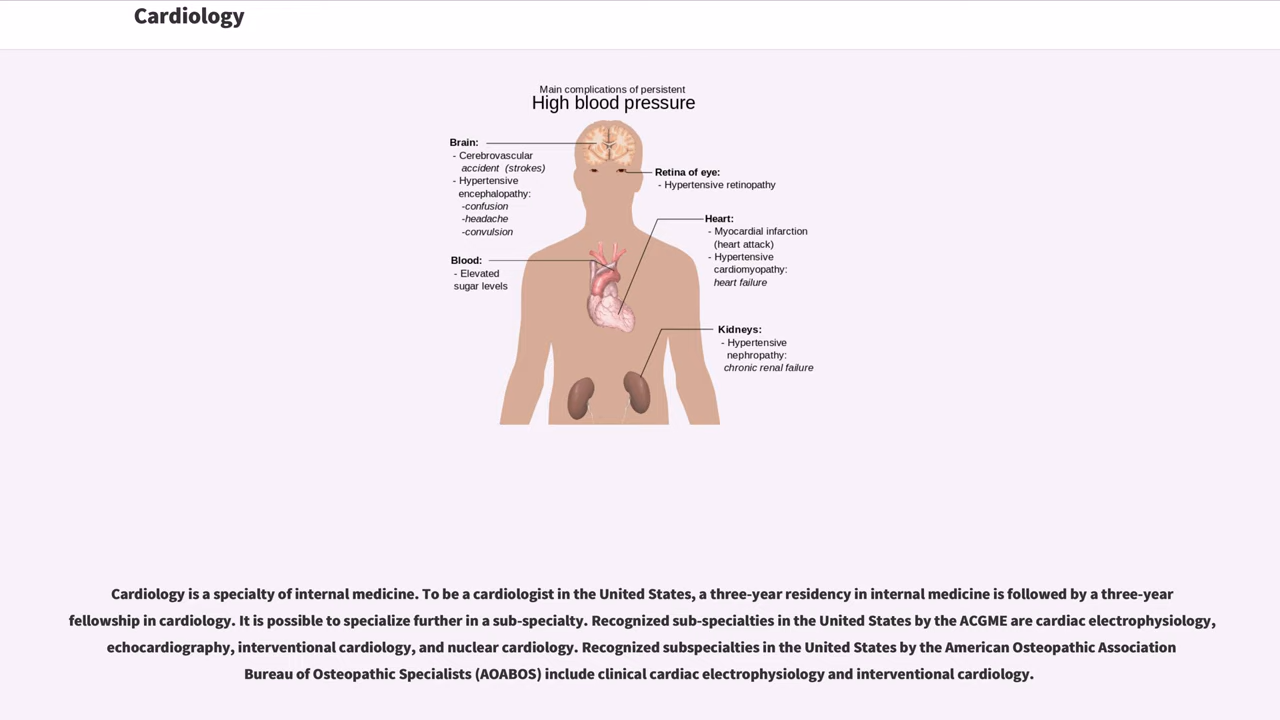 Cardiology
Main complications of persistent
High blood pressure
Brain:
- Cerebrovascular
accident (strokes)
- Hypertensive
encephalopathy:
-confusion
-headache
-convulsion
Retina of eye:
- Hypertensive retinopathy
Heart:
- Myocardial infarction
(heart attack)
- Hypertensive
cardiomyopathy:
heart failure
Blood:
- Elevated
sugar levels
Kidneys:
- Hypertensive
nephropathy:
chronic renal failure
Cardiology is a specialty of internal medicine. To be a cardiologist in the United States, a three-year residency in internal medicine is followed by a three-year
fellowship in cardiology. It is possible to specialize further in a sub-specialty. Recognized sub-specialties in the United States by the ACGME are cardiac electrophysiology,
echocardiography, interventional cardiology, and nuclear cardiology. Recognized subspecialties in the United States by the American Osteopathic Association
Bureau of Osteopathic Specialists (AOABOS) include clinical cardiac electrophysiology and interventional cardiology.